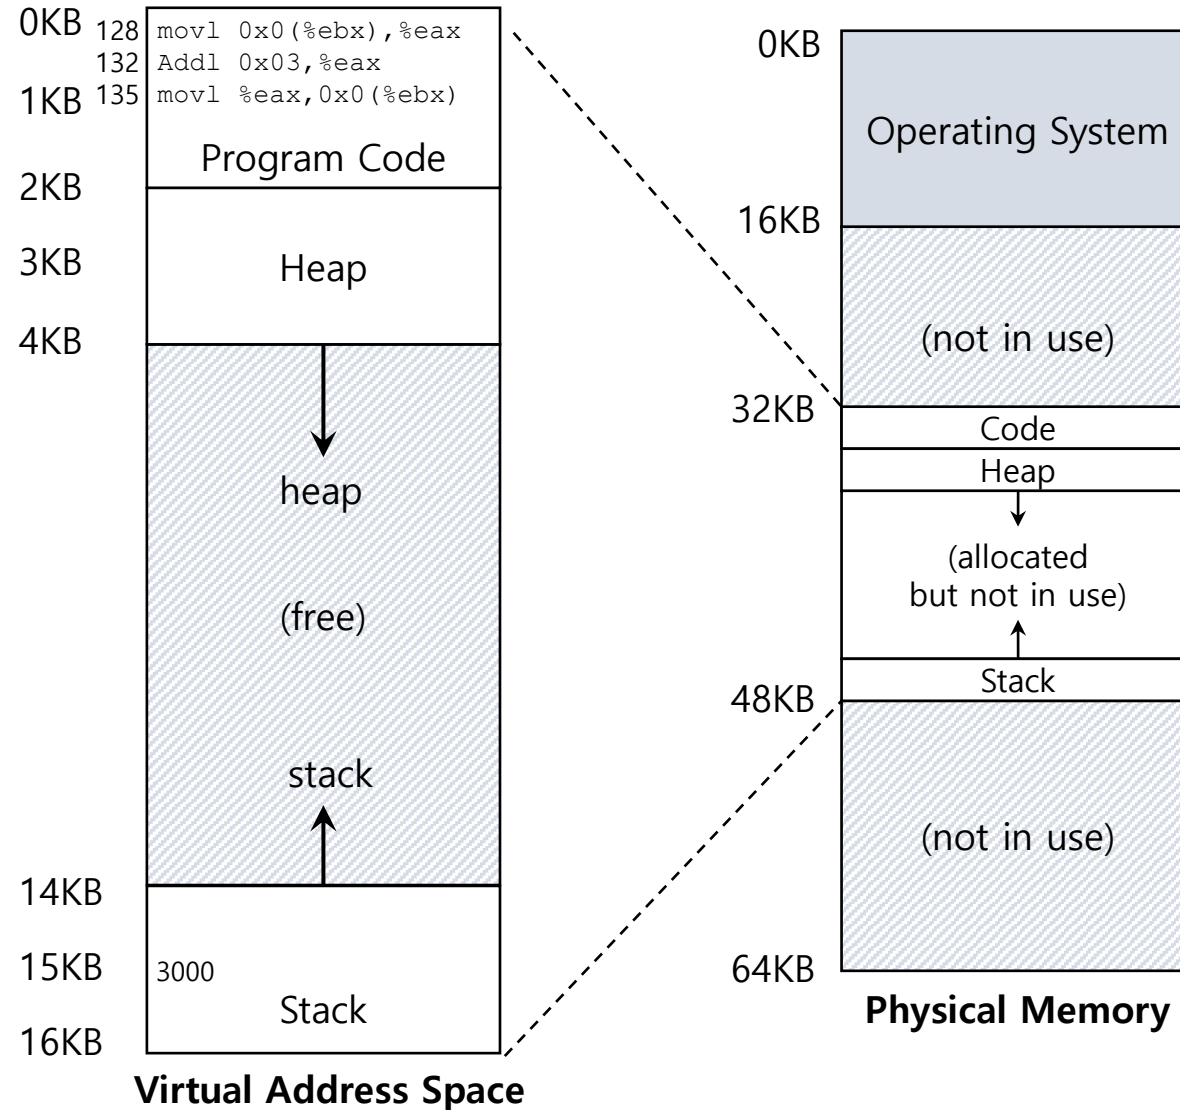 0KB
128 movl 0x0(%ebx),%eax
132 Addl 0x03,%eax
1KB 135 movl %eax,0x0(%ebx)
Program Code
2KB
3KB
Heap
4KB
heap
(free)
stack
14KB
15KB
3000
Stack
16KB
Virtual Address Space
0KB
Operating System
16KB
(not in use)
32KB
Code
Heap
(allocated
but not in use)
Stack
48KB
(not in use)
64KB
Physical Memory